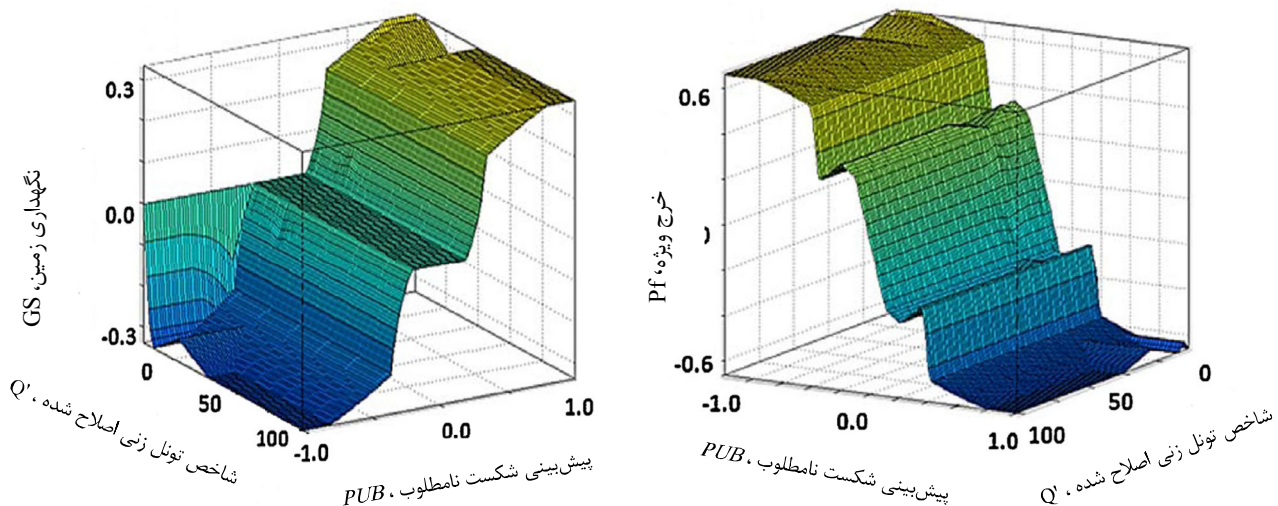 0.3
0.0
-0.3
نگهداری زمین، GS
0
50
100
شاخص تونل زنی اصلاح شده ، Q'
-1.0
0.0
1.0
پیش‌بینی شکست نامطلوب ، PUB
0.6
-0.6
خرج ویژه، Pf
-1.0
0.0
1.0
پیش‌بینی شکست نامطلوب ، PUB
100
50
0
شاخص تونل زنی اصلاح شده ، Q'